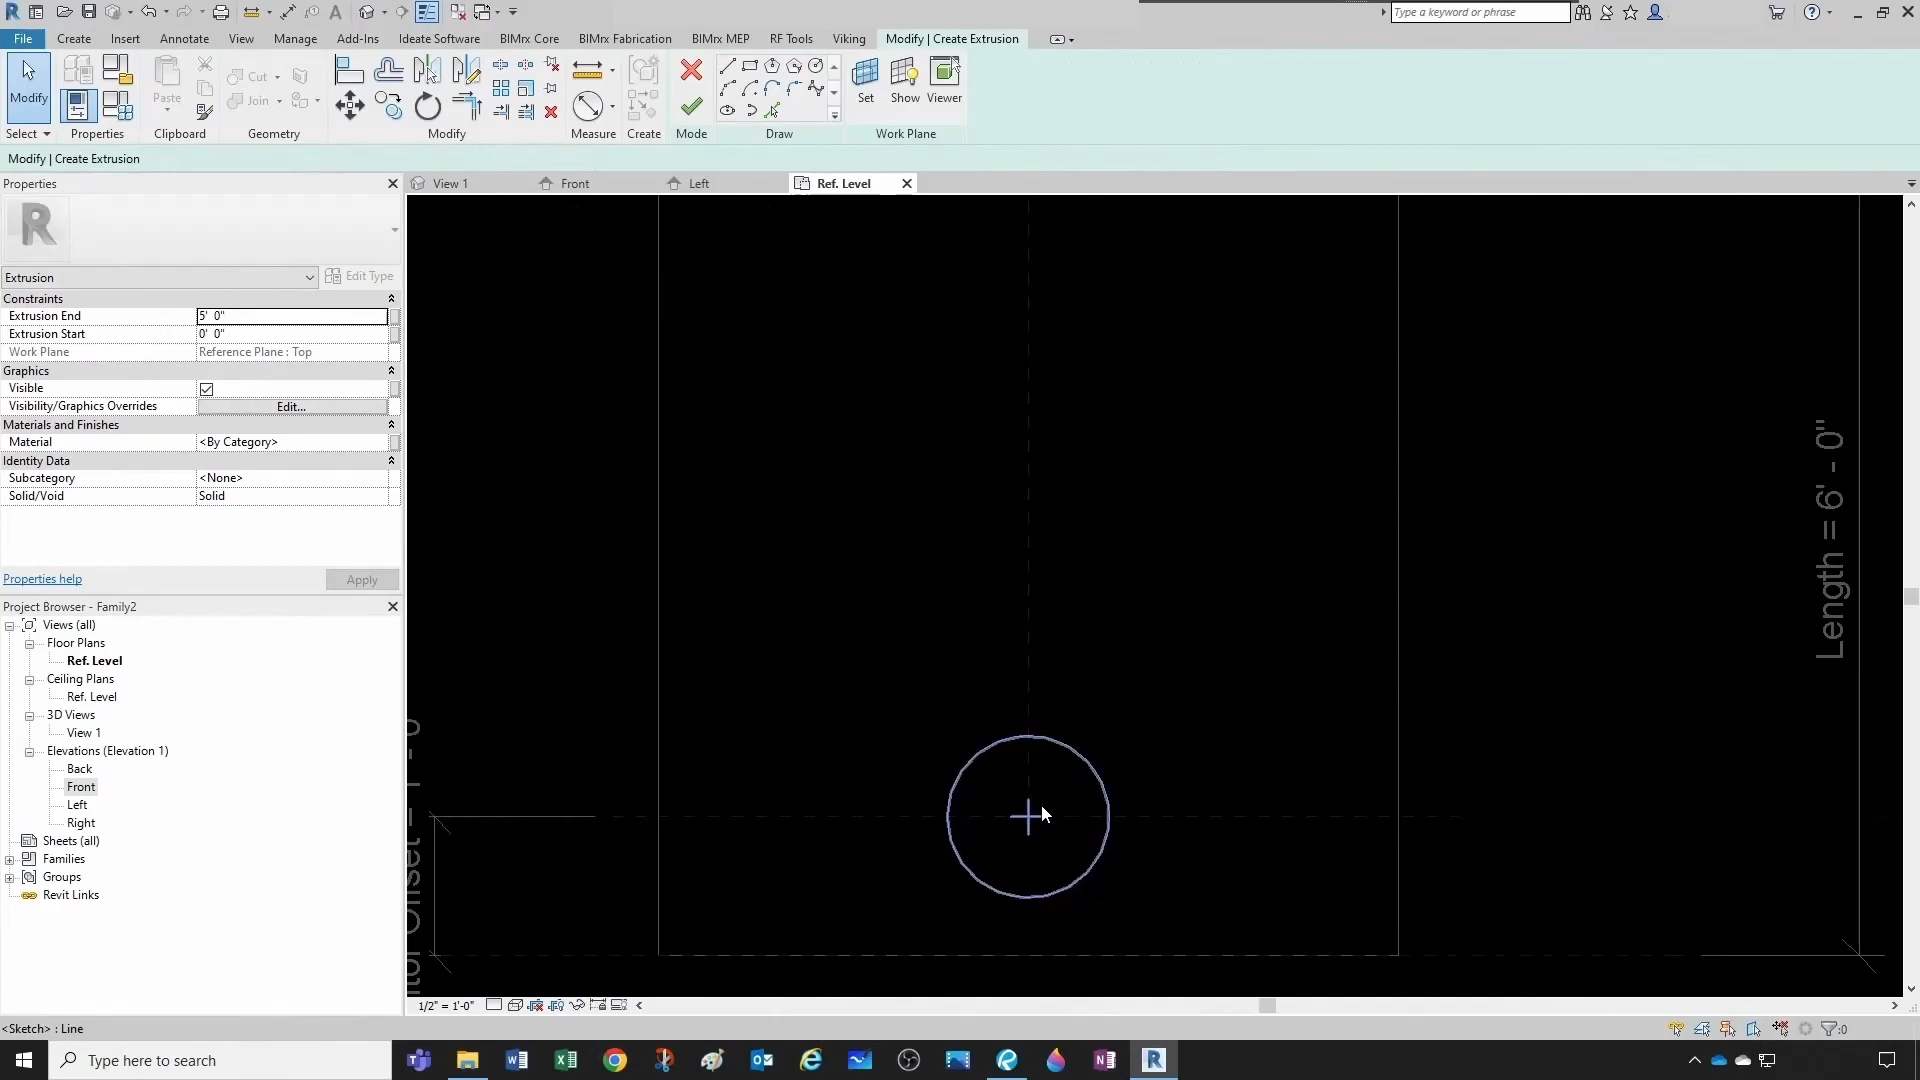 Type a keyword or phrase
File Create Insert Annotate View Manage Add-Ins Ideate Software BIMrx Core BIMrx Fabrication BIMrx MEP RF Tools Viking Modify | Create Extrusion
Modify
Paste
Cut
Join
Set Show Viewer
Select Properties Clipboard Geometry Modify Measure Create Mode Draw Work Plane
Modify | Create Extrusion
Properties
View 1 Front Left Ref. Level
Extrusion
Edit Type
Constraints
Extrusion End 5' 0"
Extrusion Start 0' 0"
Work Plane Reference Plane : Top
Graphics
Visible
Visibility/Graphics Overrides Edit...
Materials and Finishes
Material <By Category>
Identity Data
Subcategory <None>
Solid/Void Solid
Properties help
Apply
Project Browser - Family2
Views (all)
Floor Plans
Ref. Level
Ceiling Plans
Ref. Level
3D Views
View 1
Elevations (Elevation 1)
Back
Front
Left
Right
Sheets (all)
Families
Groups
Revit Links
Length = 6' - 0"
1/2" = 1'-0"
<Sketch> : Line
:0
Type here to search